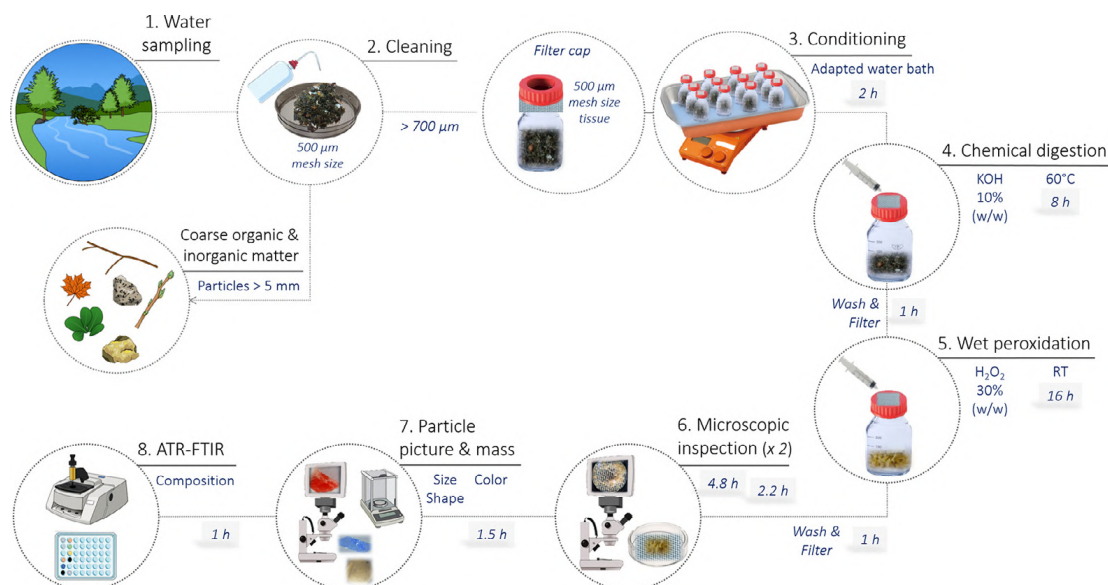 1. Water
sampling
2. Cleaning
500 µm
mesh size
> 700 µm
Filter cap
500 µm
mesh size
tissue
3. Conditioning
Adapted water bath
2 h
4. Chemical digestion
KOH
10%
(w/w)
60°C
8 h
Coarse organic &
inorganic matter
Particles > 5 mm
Wash &
Filter
1 h
5. Wet peroxidation
H₂O₂
30%
(w/w)
RT
16 h
Wash &
Filter
1 h
6. Microscopic
inspection (x 2)
4.8 h
2.2 h
7. Particle
picture & mass
Size
Shape
Color
1.5 h
8. ATR-FTIR
Composition
1 h